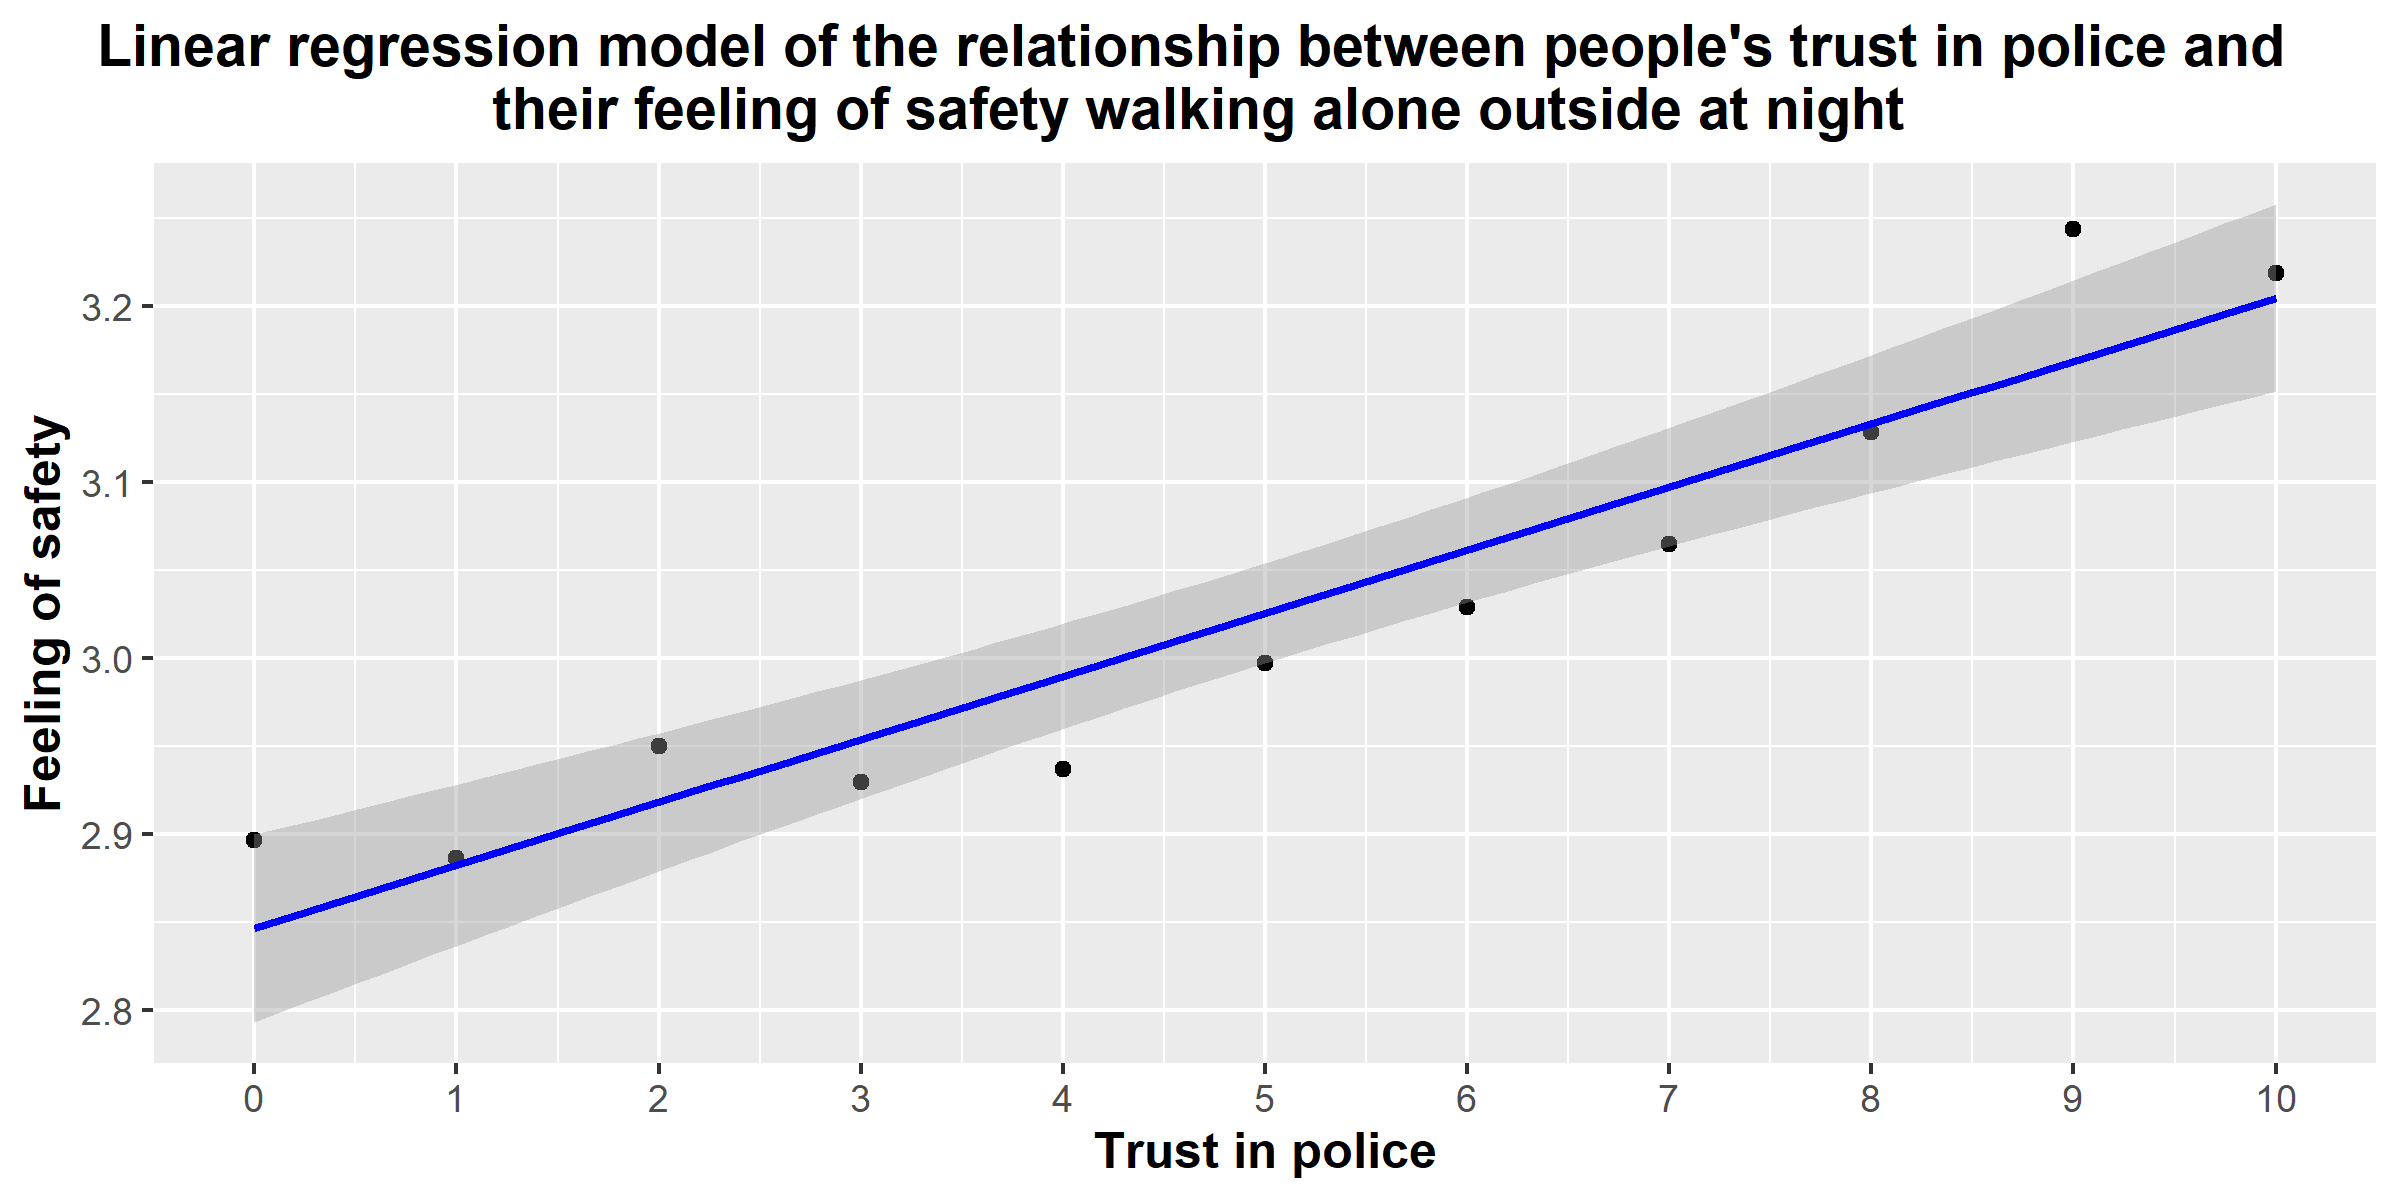 Linear regression model of the relationship between people's trust in police and
their feeling of safety walking alone outside at night
Feeling of safety
3.2
3.1
3.0
2.9
2.8
0 1 2 3 4 5 6 7 8 9 10
Trust in police